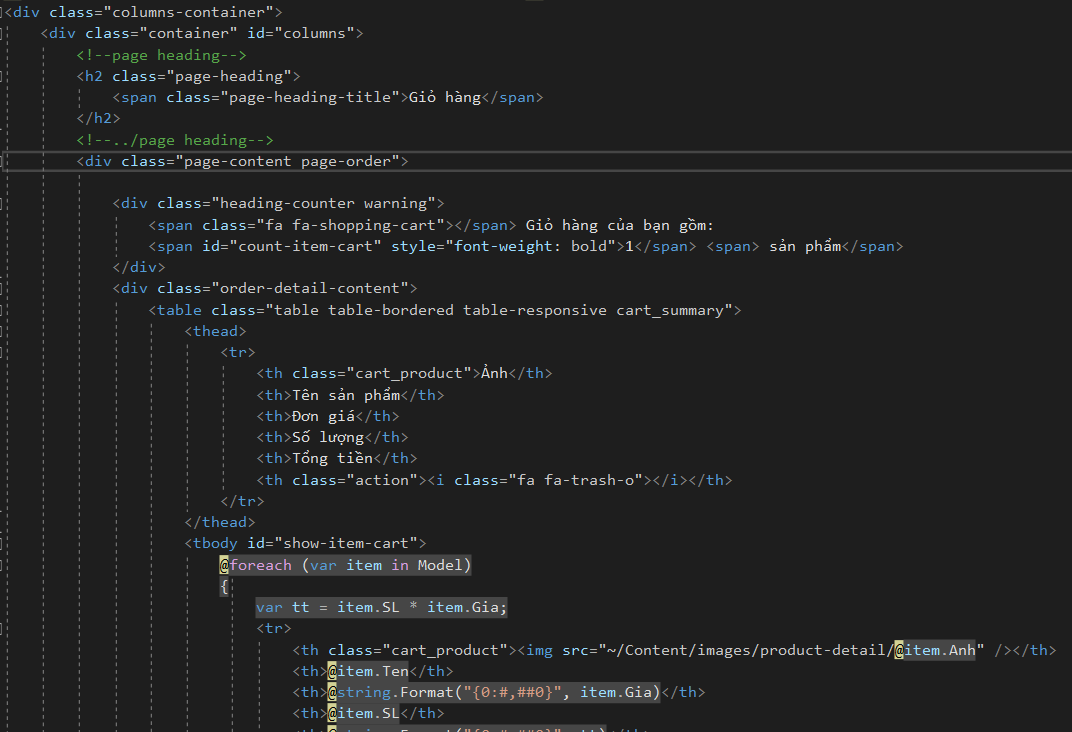 <div class="columns-container">
<div class="container" id="columns">
<!--page heading-->
<h2 class="page-heading">
<span class="page-heading-title">Giỏ hàng</span>
</h2>
<!--../page heading-->
<div class="page-content page-order">
<div class="heading-counter warning">
<span class="fa fa-shopping-cart"></span> Giỏ hàng của bạn gồm:
<span id="count-item-cart" style="font-weight: bold">1</span> <span> sản phẩm</span>
</div>
<div class="order-detail-content">
<table class="table table-bordered table-responsive cart_summary">
<thead>
<tr>
<th class="cart_product">Ảnh</th>
<th>Tên sản phẩm</th>
<th>Đơn giá</th>
<th>Số lượng</th>
<th>Tổng tiền</th>
<th class="action"><i class="fa fa-trash-o"></i></th>
</tr>
</thead>
<tbody id="show-item-cart">
@foreach (var item in Model)
{
var tt = item.SL * item.Gia;
<tr>
<th class="cart_product"><img src="~/Content/images/product-detail/@item.Anh" /></th>
<th>@item.Ten</th>
<th>@string.Format("{0:#,##0}", item.Gia)</th>
<th>@item.SL</th>